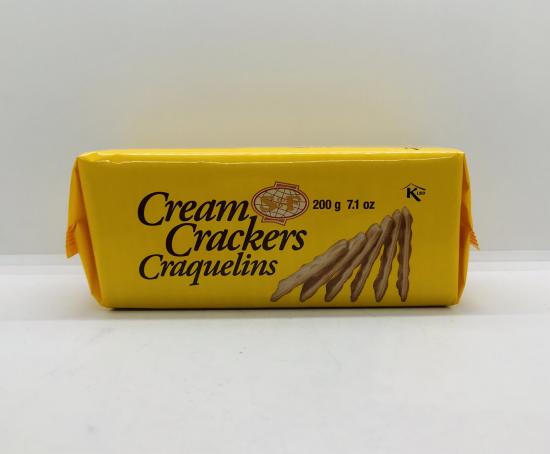 Cream
S&F
200 g 7.1 oz
Crackers
Craquelins
K